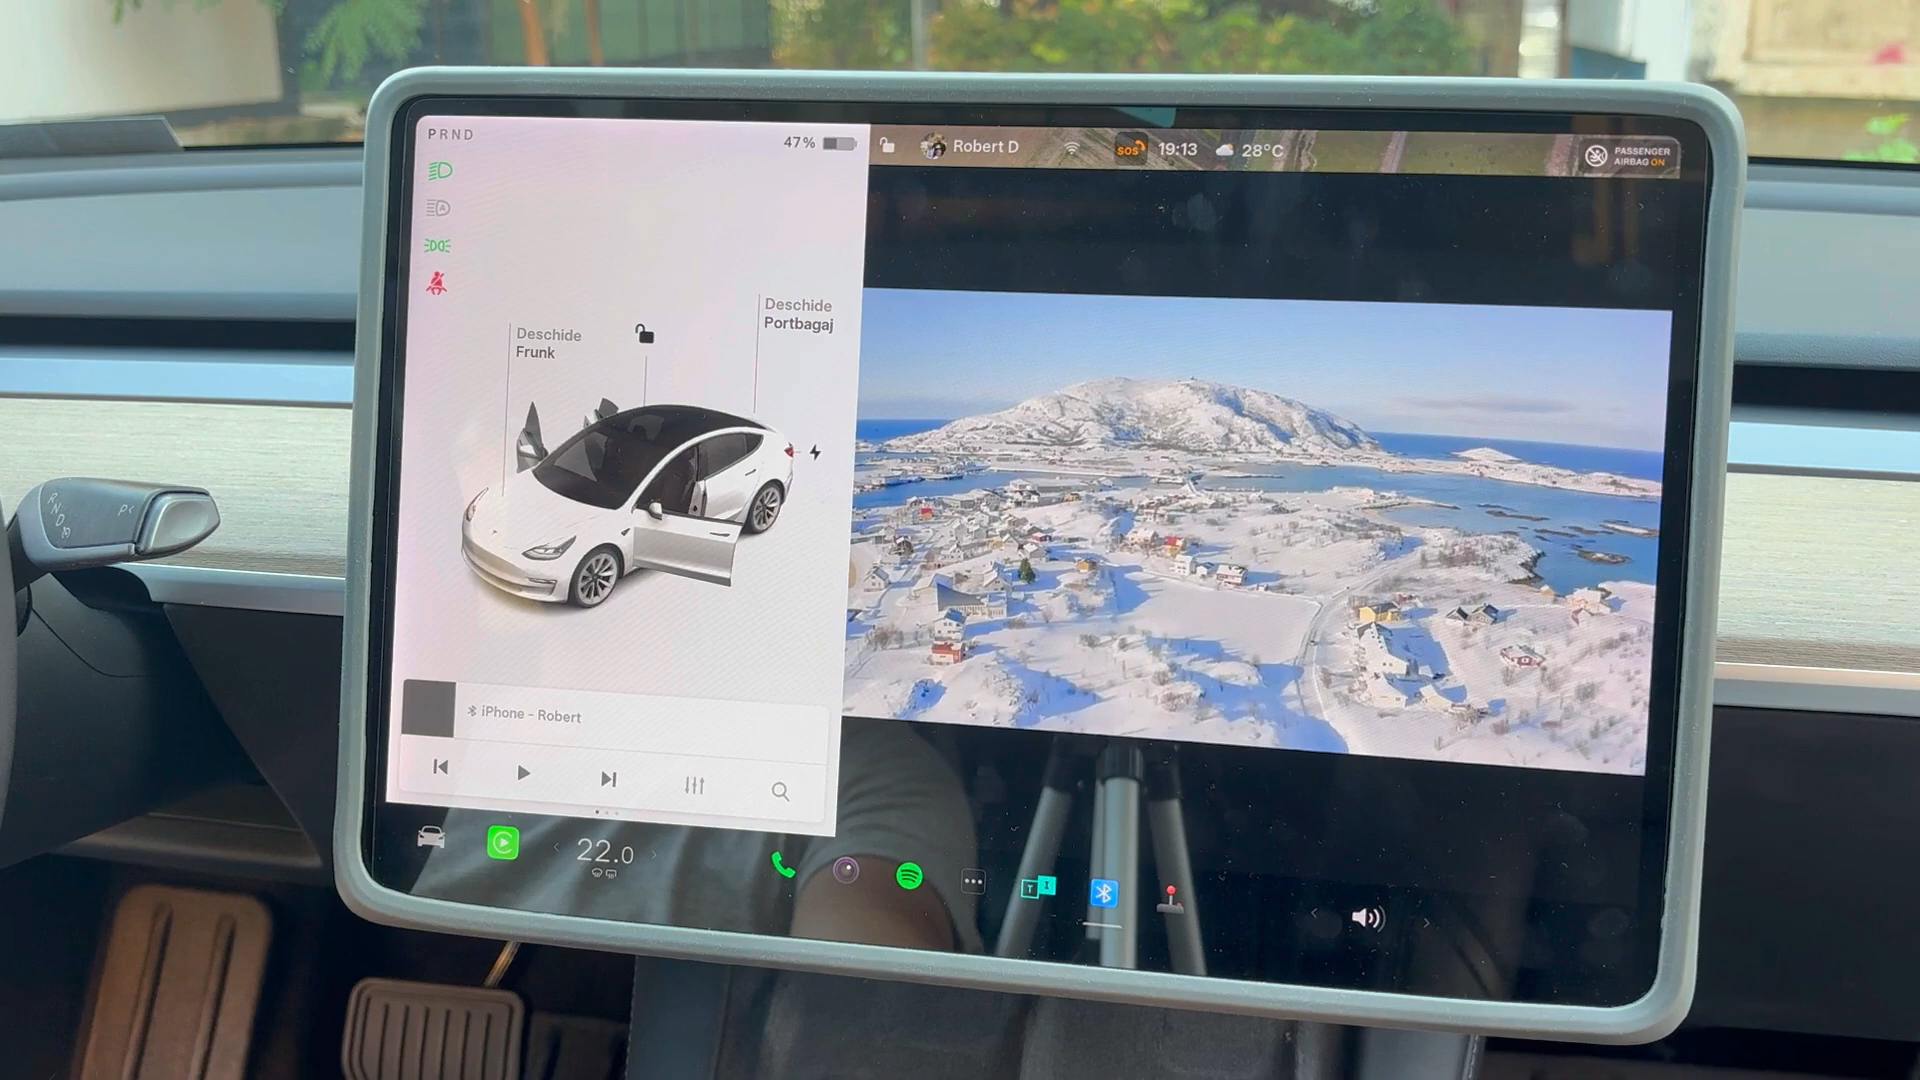 PRND
47%
Robert D
SOS
19:13
28°C
PASSENGER
AIRBAG ON
Deschide
Frunk
Deschide
Portbagaj
iPhone - Robert
22.0
T
I
R
N
D
P